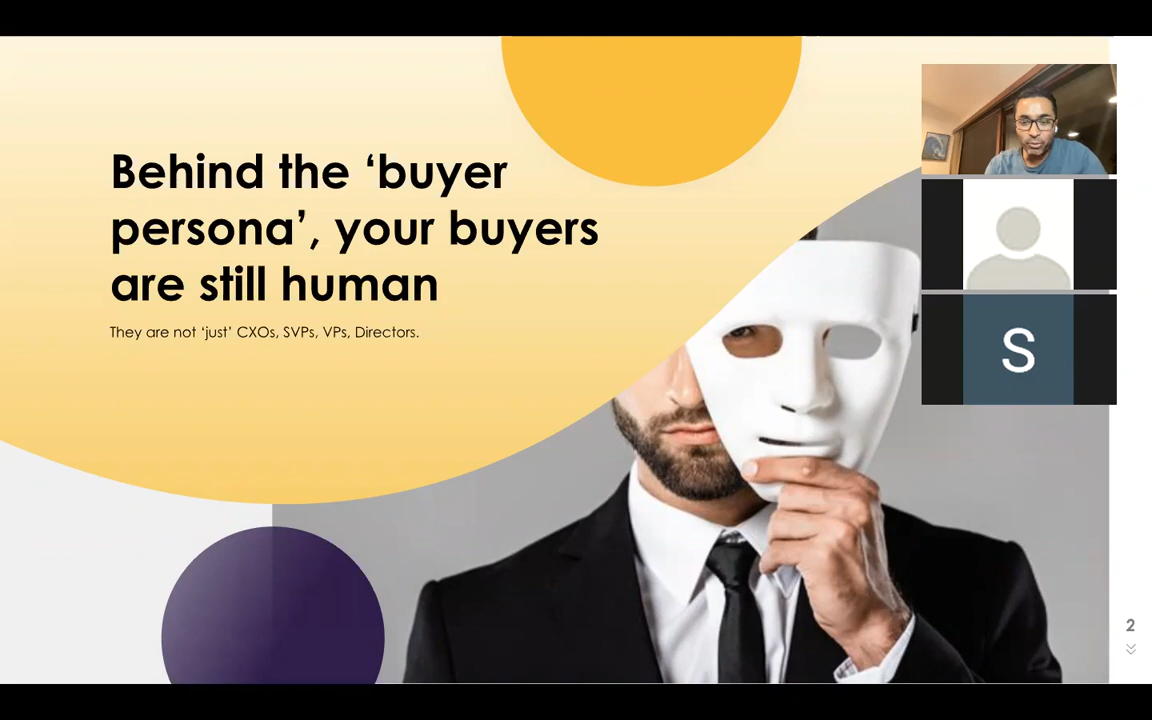 Behind the ‘buyer
persona’, your buyers
are still human
They are not ‘just’ CXOs, SVPs, VPs, Directors.
S
2